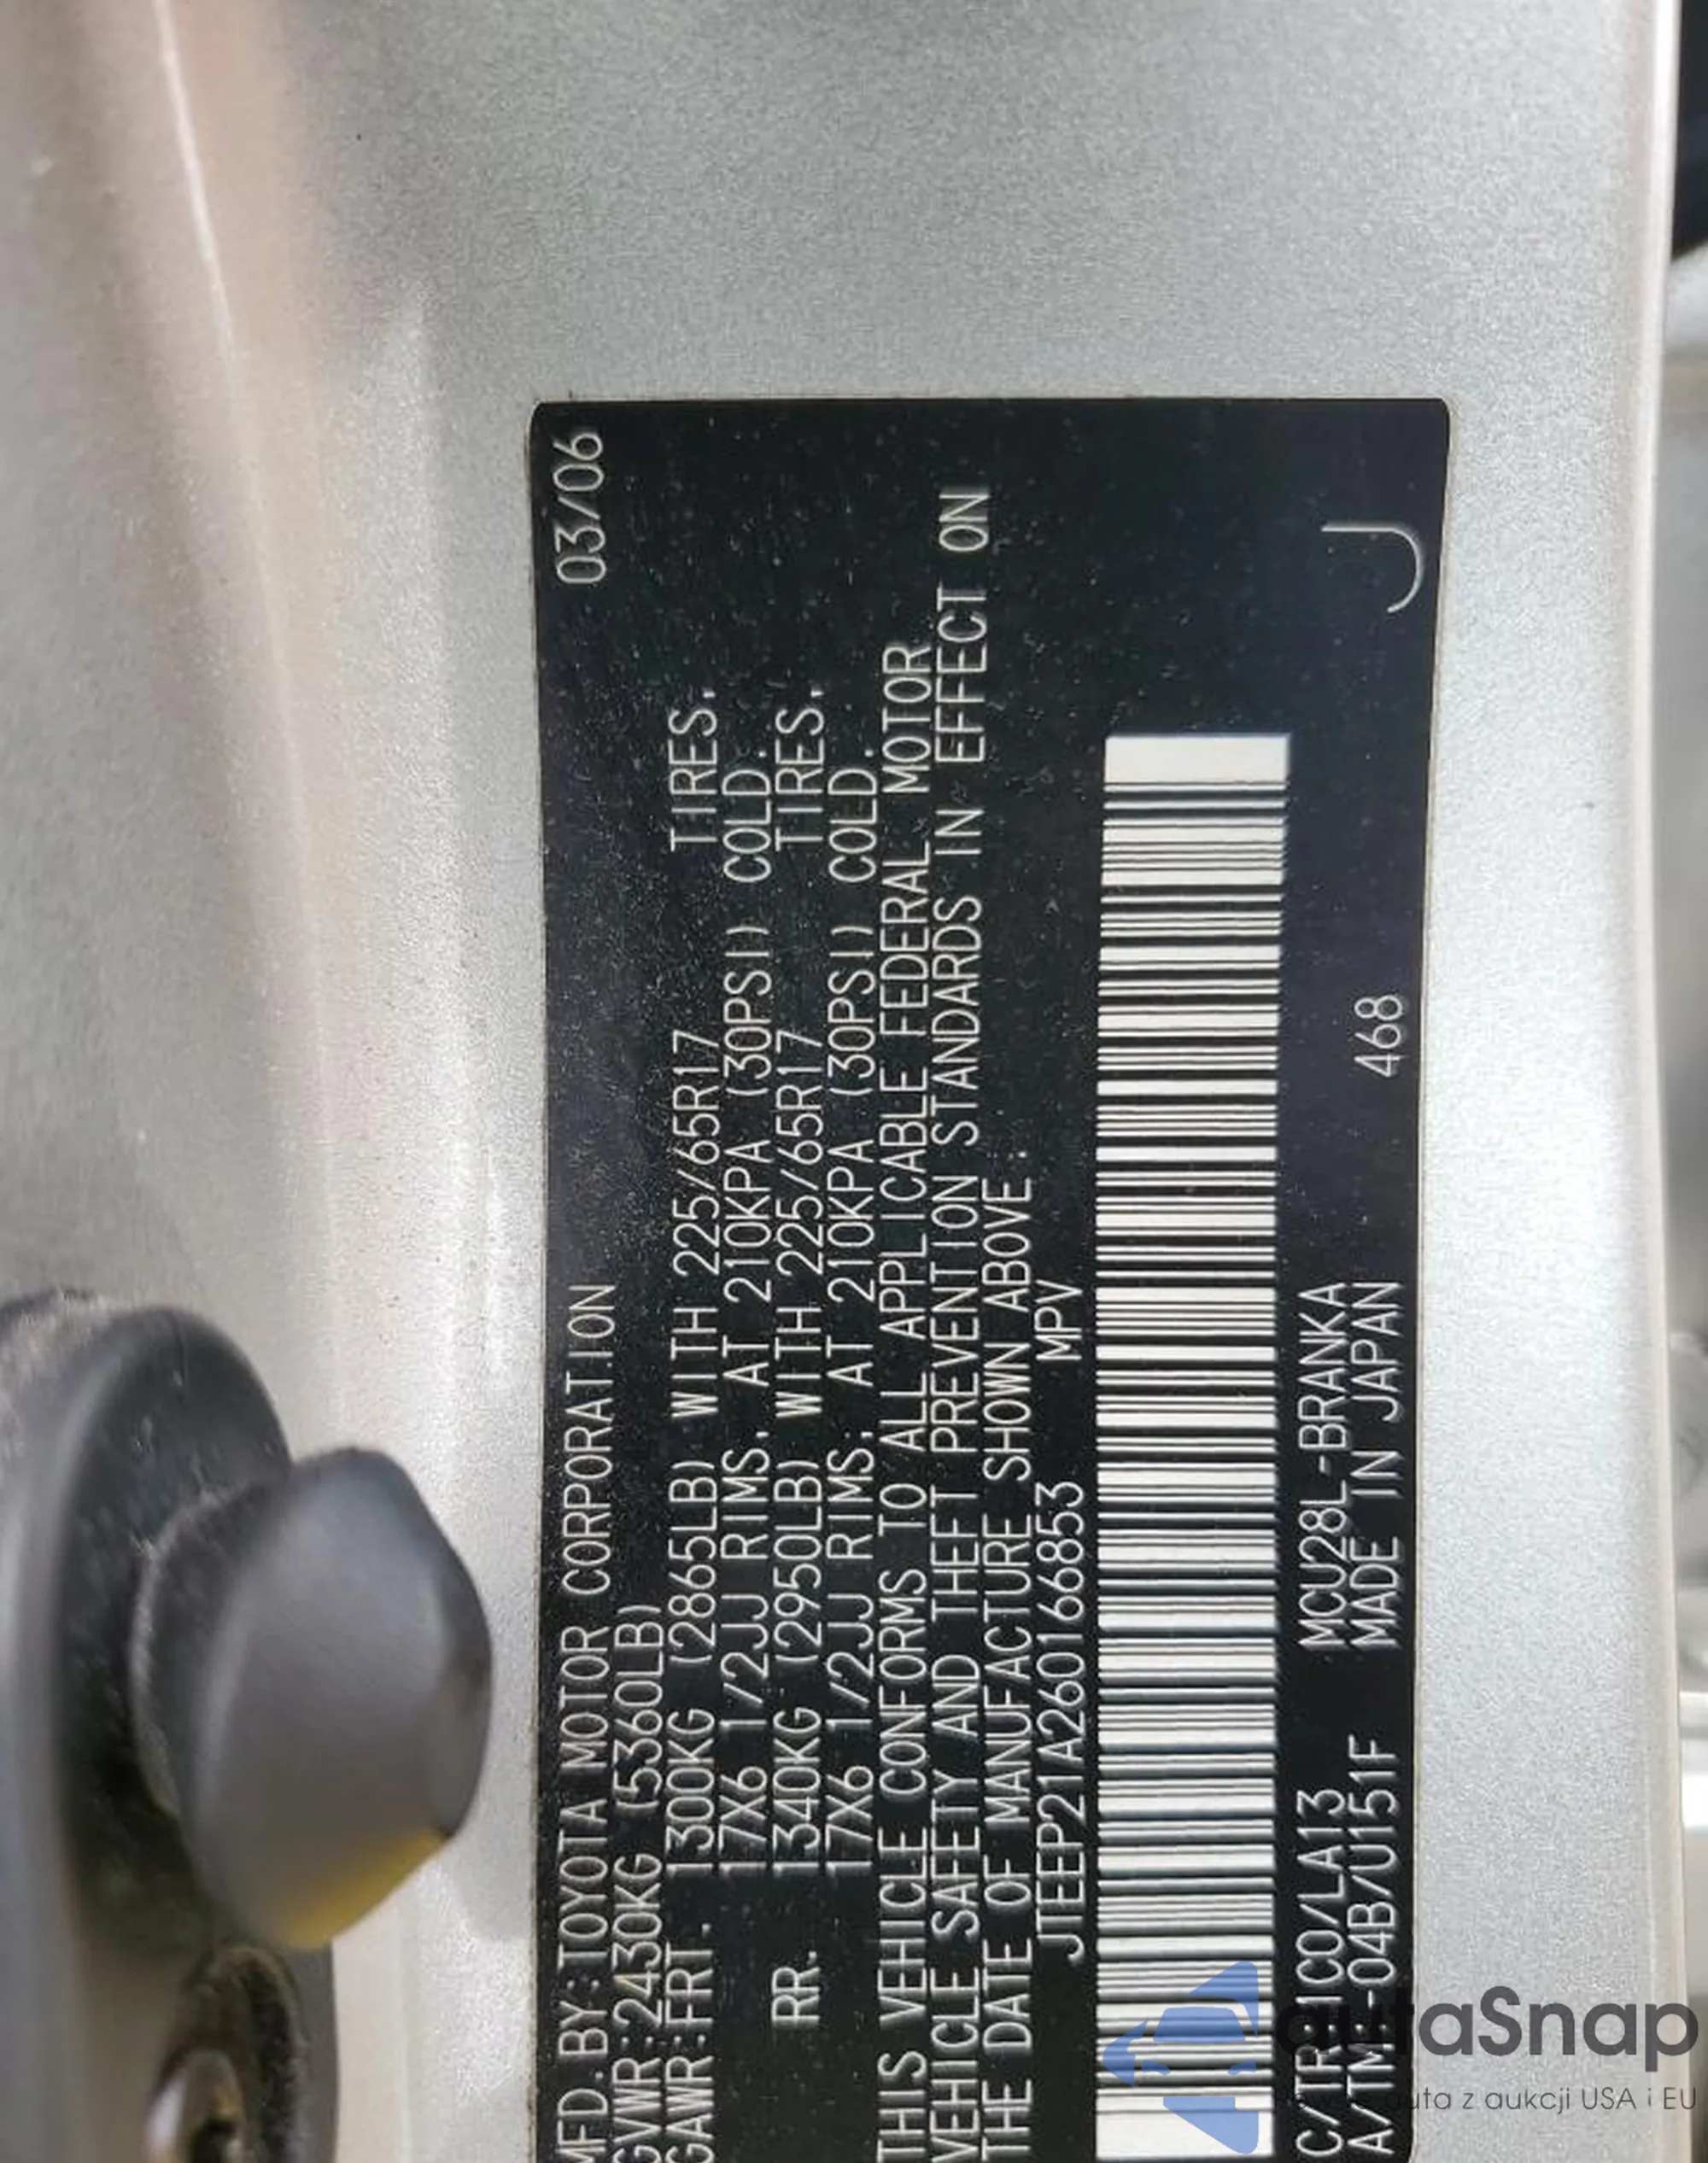 MFD.BY:TOYOTA MOTOR CORPORATION 03/06
GVWR:2430KG (5360LB)
GAWR:FRT. 1300KG (2865LB) WITH 225/65R17 TIRES.
17X6 1/2JJ RIMS, AT 210KPA (30PSI) COLD.
RR. 1340KG (2950LB) WITH 225/65R17 TIRES.
17X6 1/2JJ RIMS, AT 210KPA (30PSI) COLD.
THIS VEHICLE CONFORMS TO ALL APPLICABLE FEDERAL MOTOR
VEHICLE SAFETY AND THEFT PREVENTION STANDARDS IN EFFECT ON
THE DATE OF MANUFACTURE SHOWN ABOVE.
JTEEP21A260166853 MPV
C/TR:1C0/LA13 MCU28L-BRANKA
A/TM:-04B/U151F MADE IN JAPAN 468 J
autaSnap
auta z aukcji USA i EU